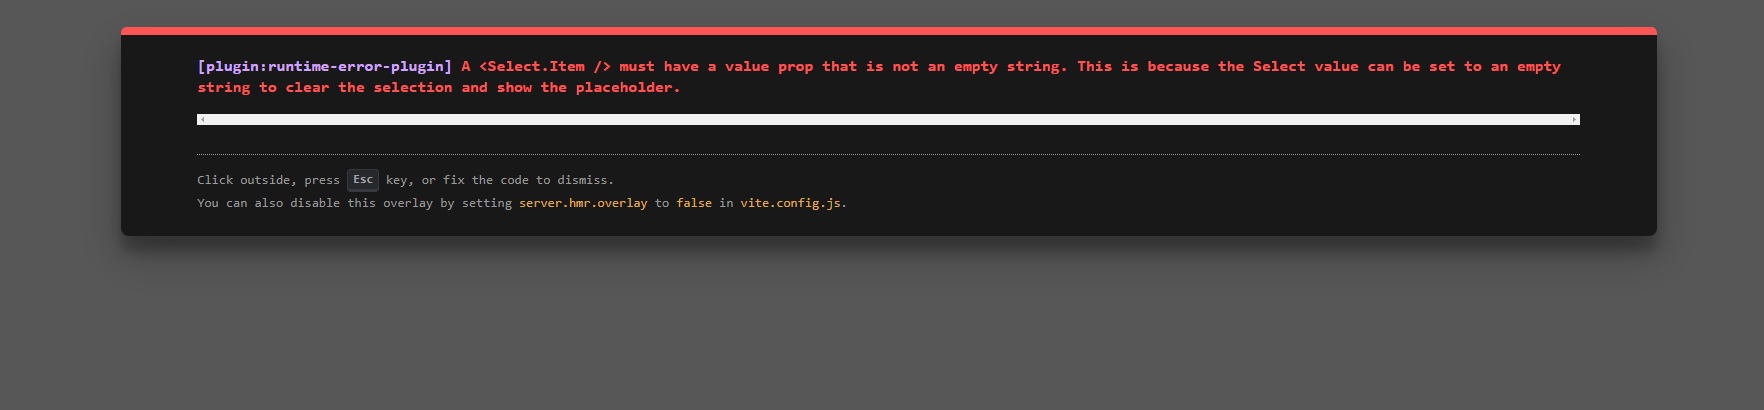 [plugin:runtime-error-plugin] A <Select.Item /> must have a value prop that is not an empty string. This is because the Select value can be set to an empty
string to clear the selection and show the placeholder.
Click outside, press Esc key, or fix the code to dismiss.
You can also disable this overlay by setting server.hmr.overlay to false in vite.config.js.